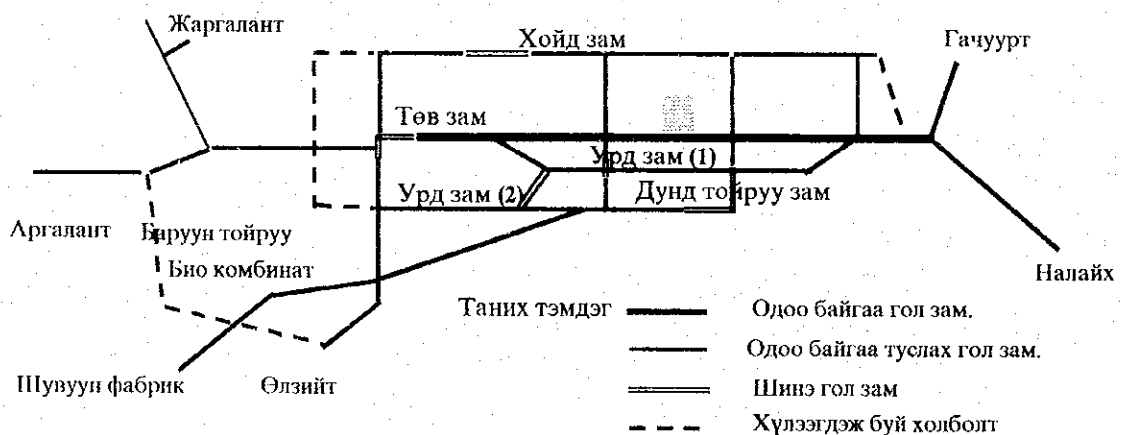 Жаргалант
Хойд зам
Гачуурт
Төв зам
Урд зам (1)
Урд зам (2)
Дунд тойруу зам
Аргалант
Баруун тойруу
Био комбинат
Налайх
Таних тэмдэг
Одоо байгаа гол зам.
Одоо байгаа туслах гол зам.
Шувуун фабрик
Өлзийт
Шинэ гол зам
Хүлээгдэж буй холболт